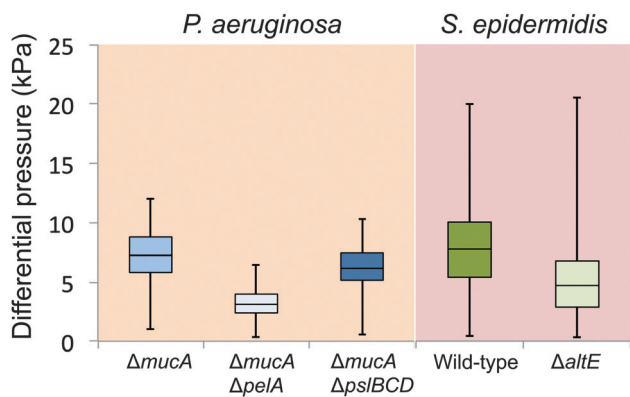 P. aeruginosa
S. epidermidis
Differential pressure (kPa)
25
20
15
10
5
0
ΔmucA
ΔmucA
ΔpelA
ΔmucA
ΔpslBCD
Wild-type
ΔaltE